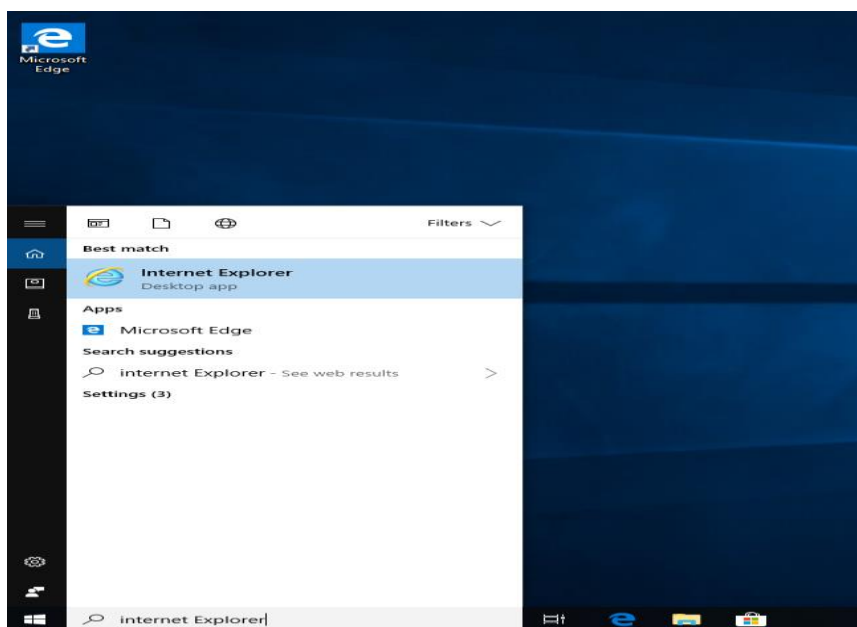 Microsoft
Edge
Filters
Best match
Internet Explorer
Desktop app
Apps
Microsoft Edge
Search suggestions
internet Explorer - See web results
Settings (3)
internet Explorer